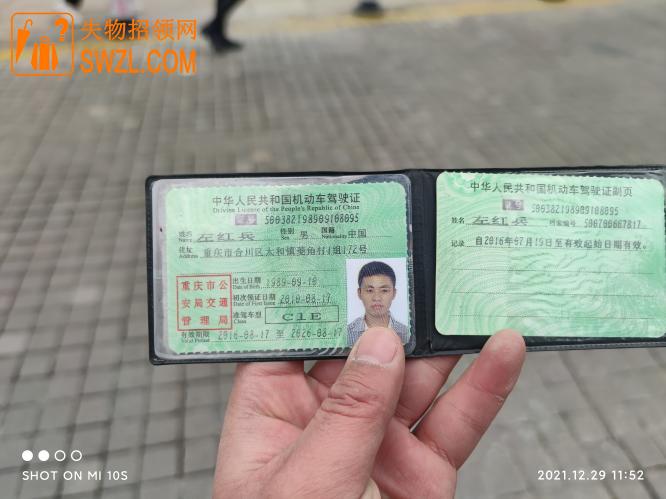 失物招领网
SWZL.COM
中华人民共和国机动车驾驶证
Driving License of the People's Republic of China
证号 500382198909108095
姓名 Name 左红兵 性别 Sex 男 国籍 Nationality 中国
住址 Address 重庆市合川区太和镇菱角村4组172号
重庆市公
安局交通
管理局
出生日期 Date of Birth 1989-09-10
初次领证日期 Date of First Issue 2010-08-17
准驾车型 Class C1E
有效期限 Valid Period 2016-08-17 至 2026-08-17
中华人民共和国机动车驾驶证副页
证号 500382198909108095
姓名 左红兵 档案编号 500700667817
记录 自2016年07月19日至有效起始日期有效。
SHOT ON MI 10S
2021.12.29 11:52